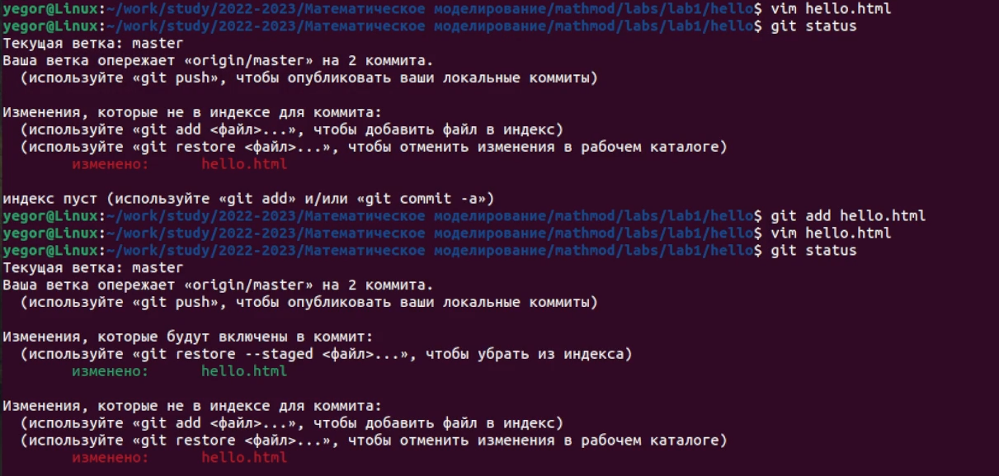 yegor@Linux:~/work/study/2022-2023/Математическое моделирование/mathmod/labs/lab1/hello$ vim hello.html
yegor@Linux:~/work/study/2022-2023/Математическое моделирование/mathmod/labs/lab1/hello$ git status
Текущая ветка: master
Ваша ветка опережает «origin/master» на 2 коммита.
  (используйте «git push», чтобы опубликовать ваши локальные коммиты)

Изменения, которые не в индексе для коммита:
  (используйте «git add <файл>...», чтобы добавить файл в индекс)
  (используйте «git restore <файл>...», чтобы отменить изменения в рабочем каталоге)
        изменено:      hello.html

индекс пуст (используйте «git add» и/или «git commit -a»)
yegor@Linux:~/work/study/2022-2023/Математическое моделирование/mathmod/labs/lab1/hello$ git add hello.html
yegor@Linux:~/work/study/2022-2023/Математическое моделирование/mathmod/labs/lab1/hello$ vim hello.html
yegor@Linux:~/work/study/2022-2023/Математическое моделирование/mathmod/labs/lab1/hello$ git status
Текущая ветка: master
Ваша ветка опережает «origin/master» на 2 коммита.
  (используйте «git push», чтобы опубликовать ваши локальные коммиты)

Изменения, которые будут включены в коммит:
  (используйте «git restore --staged <файл>...», чтобы убрать из индекса)
        изменено:      hello.html

Изменения, которые не в индексе для коммита:
  (используйте «git add <файл>...», чтобы добавить файл в индекс)
  (используйте «git restore <файл>...», чтобы отменить изменения в рабочем каталоге)
        изменено:      hello.html